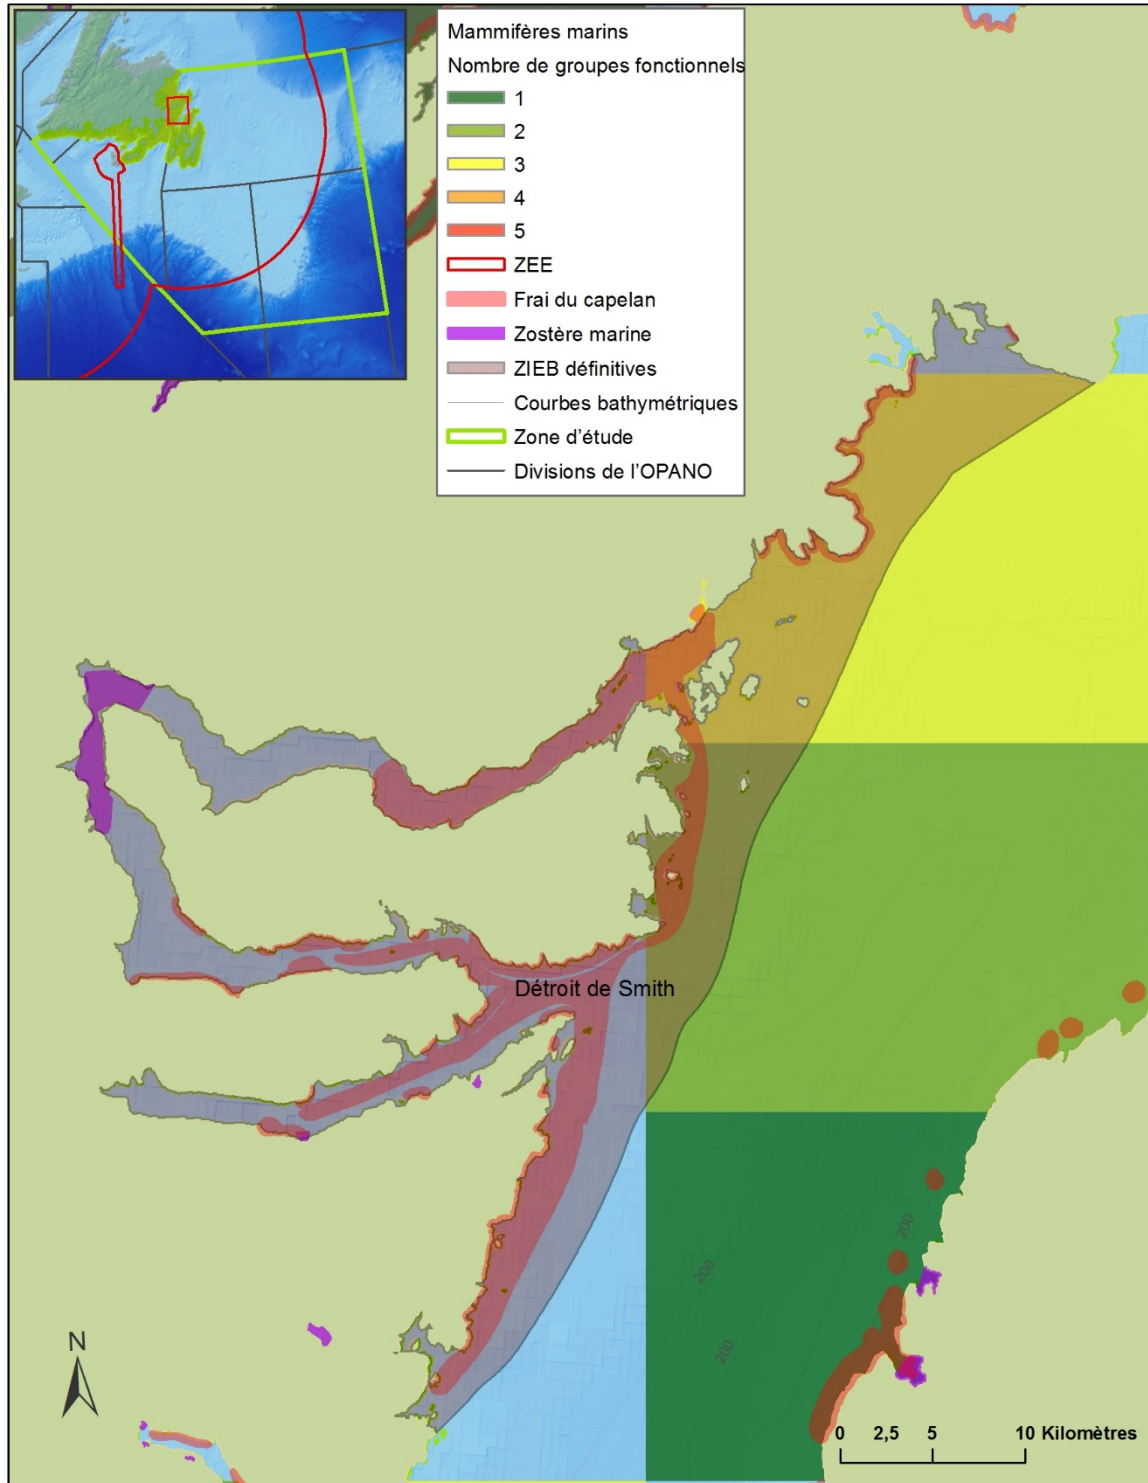 Mammifères marins
Nombre de groupes fonctionnels
1
2
3
4
5
ZEE
Frai du capelan
Zostère marine
ZIEB définitives
Courbes bathymétriques
Zone d'étude
Divisions de l'OPANO
Détroit de Smith
200
200
200
N
0 2,5 5 10 Kilomètres